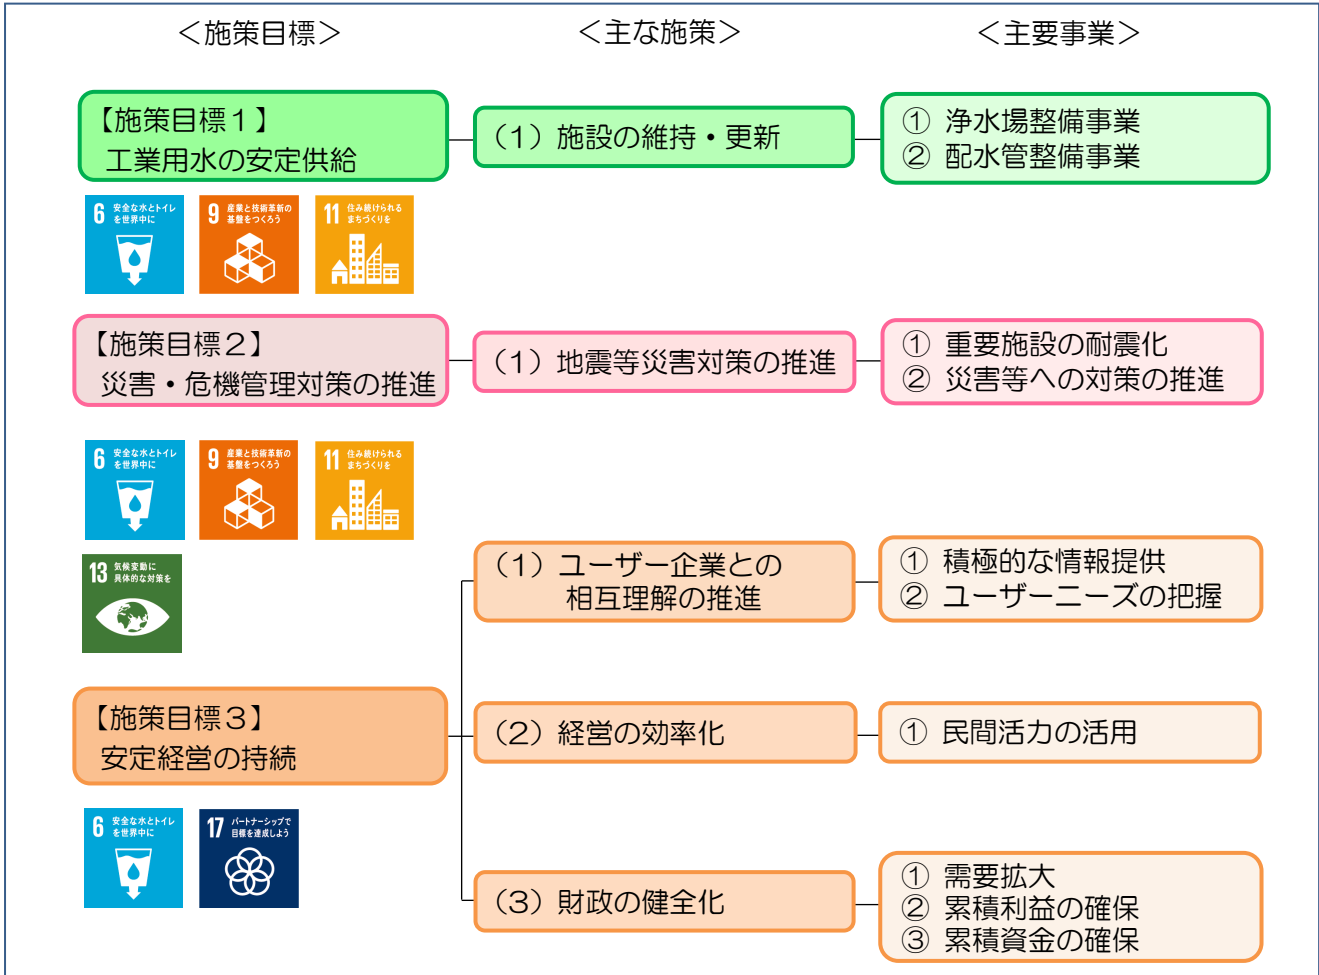 ＜施策目標＞
＜主な施策＞
＜主要事業＞
【施策目標１】
工業用水の安定供給
（１）施設の維持・更新
① 浄水場整備事業
② 配水管整備事業
6 安全な水とトイレ
を世界中に
9 産業と技術革新の
基盤をつくろう
11 住み続けられる
まちづくりを
【施策目標２】
災害・危機管理対策の推進
（１）地震等災害対策の推進
① 重要施設の耐震化
② 災害等への対策の推進
6 安全な水とトイレ
を世界中に
9 産業と技術革新の
基盤をつくろう
11 住み続けられる
まちづくりを
13 気候変動に
具体的な対策を
【施策目標３】
安定経営の持続
（１）ユーザー企業との
相互理解の推進
① 積極的な情報提供
② ユーザーニーズの把握
（２）経営の効率化
① 民間活力の活用
（３）財政の健全化
① 需要拡大
② 累積利益の確保
③ 累積資金の確保
6 安全な水とトイレ
を世界中に
17 パートナーシップで
目標を達成しよう